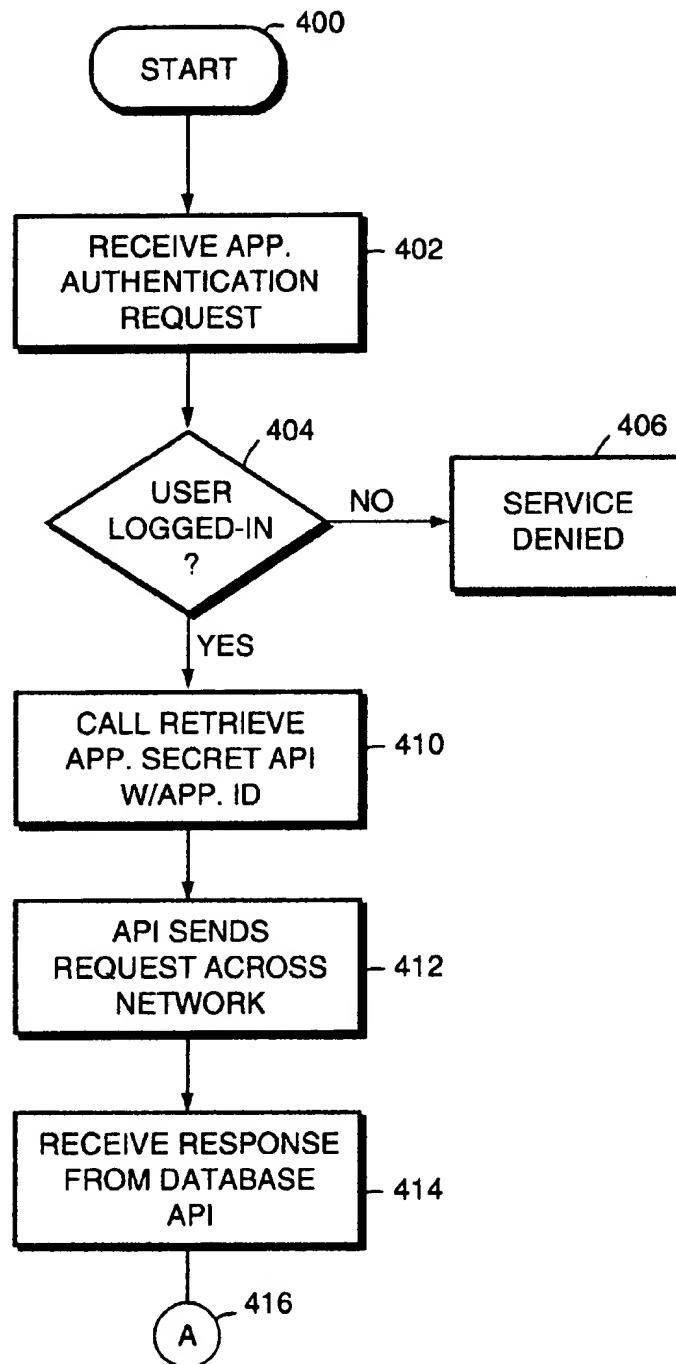 400
START
RECEIVE APP.
AUTHENTICATION
REQUEST
402
404
USER
LOGGED-IN
?
NO
406
SERVICE
DENIED
YES
CALL RETRIEVE
APP. SECRET API
W/APP. ID
410
API SENDS
REQUEST ACROSS
NETWORK
412
RECEIVE RESPONSE
FROM DATABASE
API
414
416
A